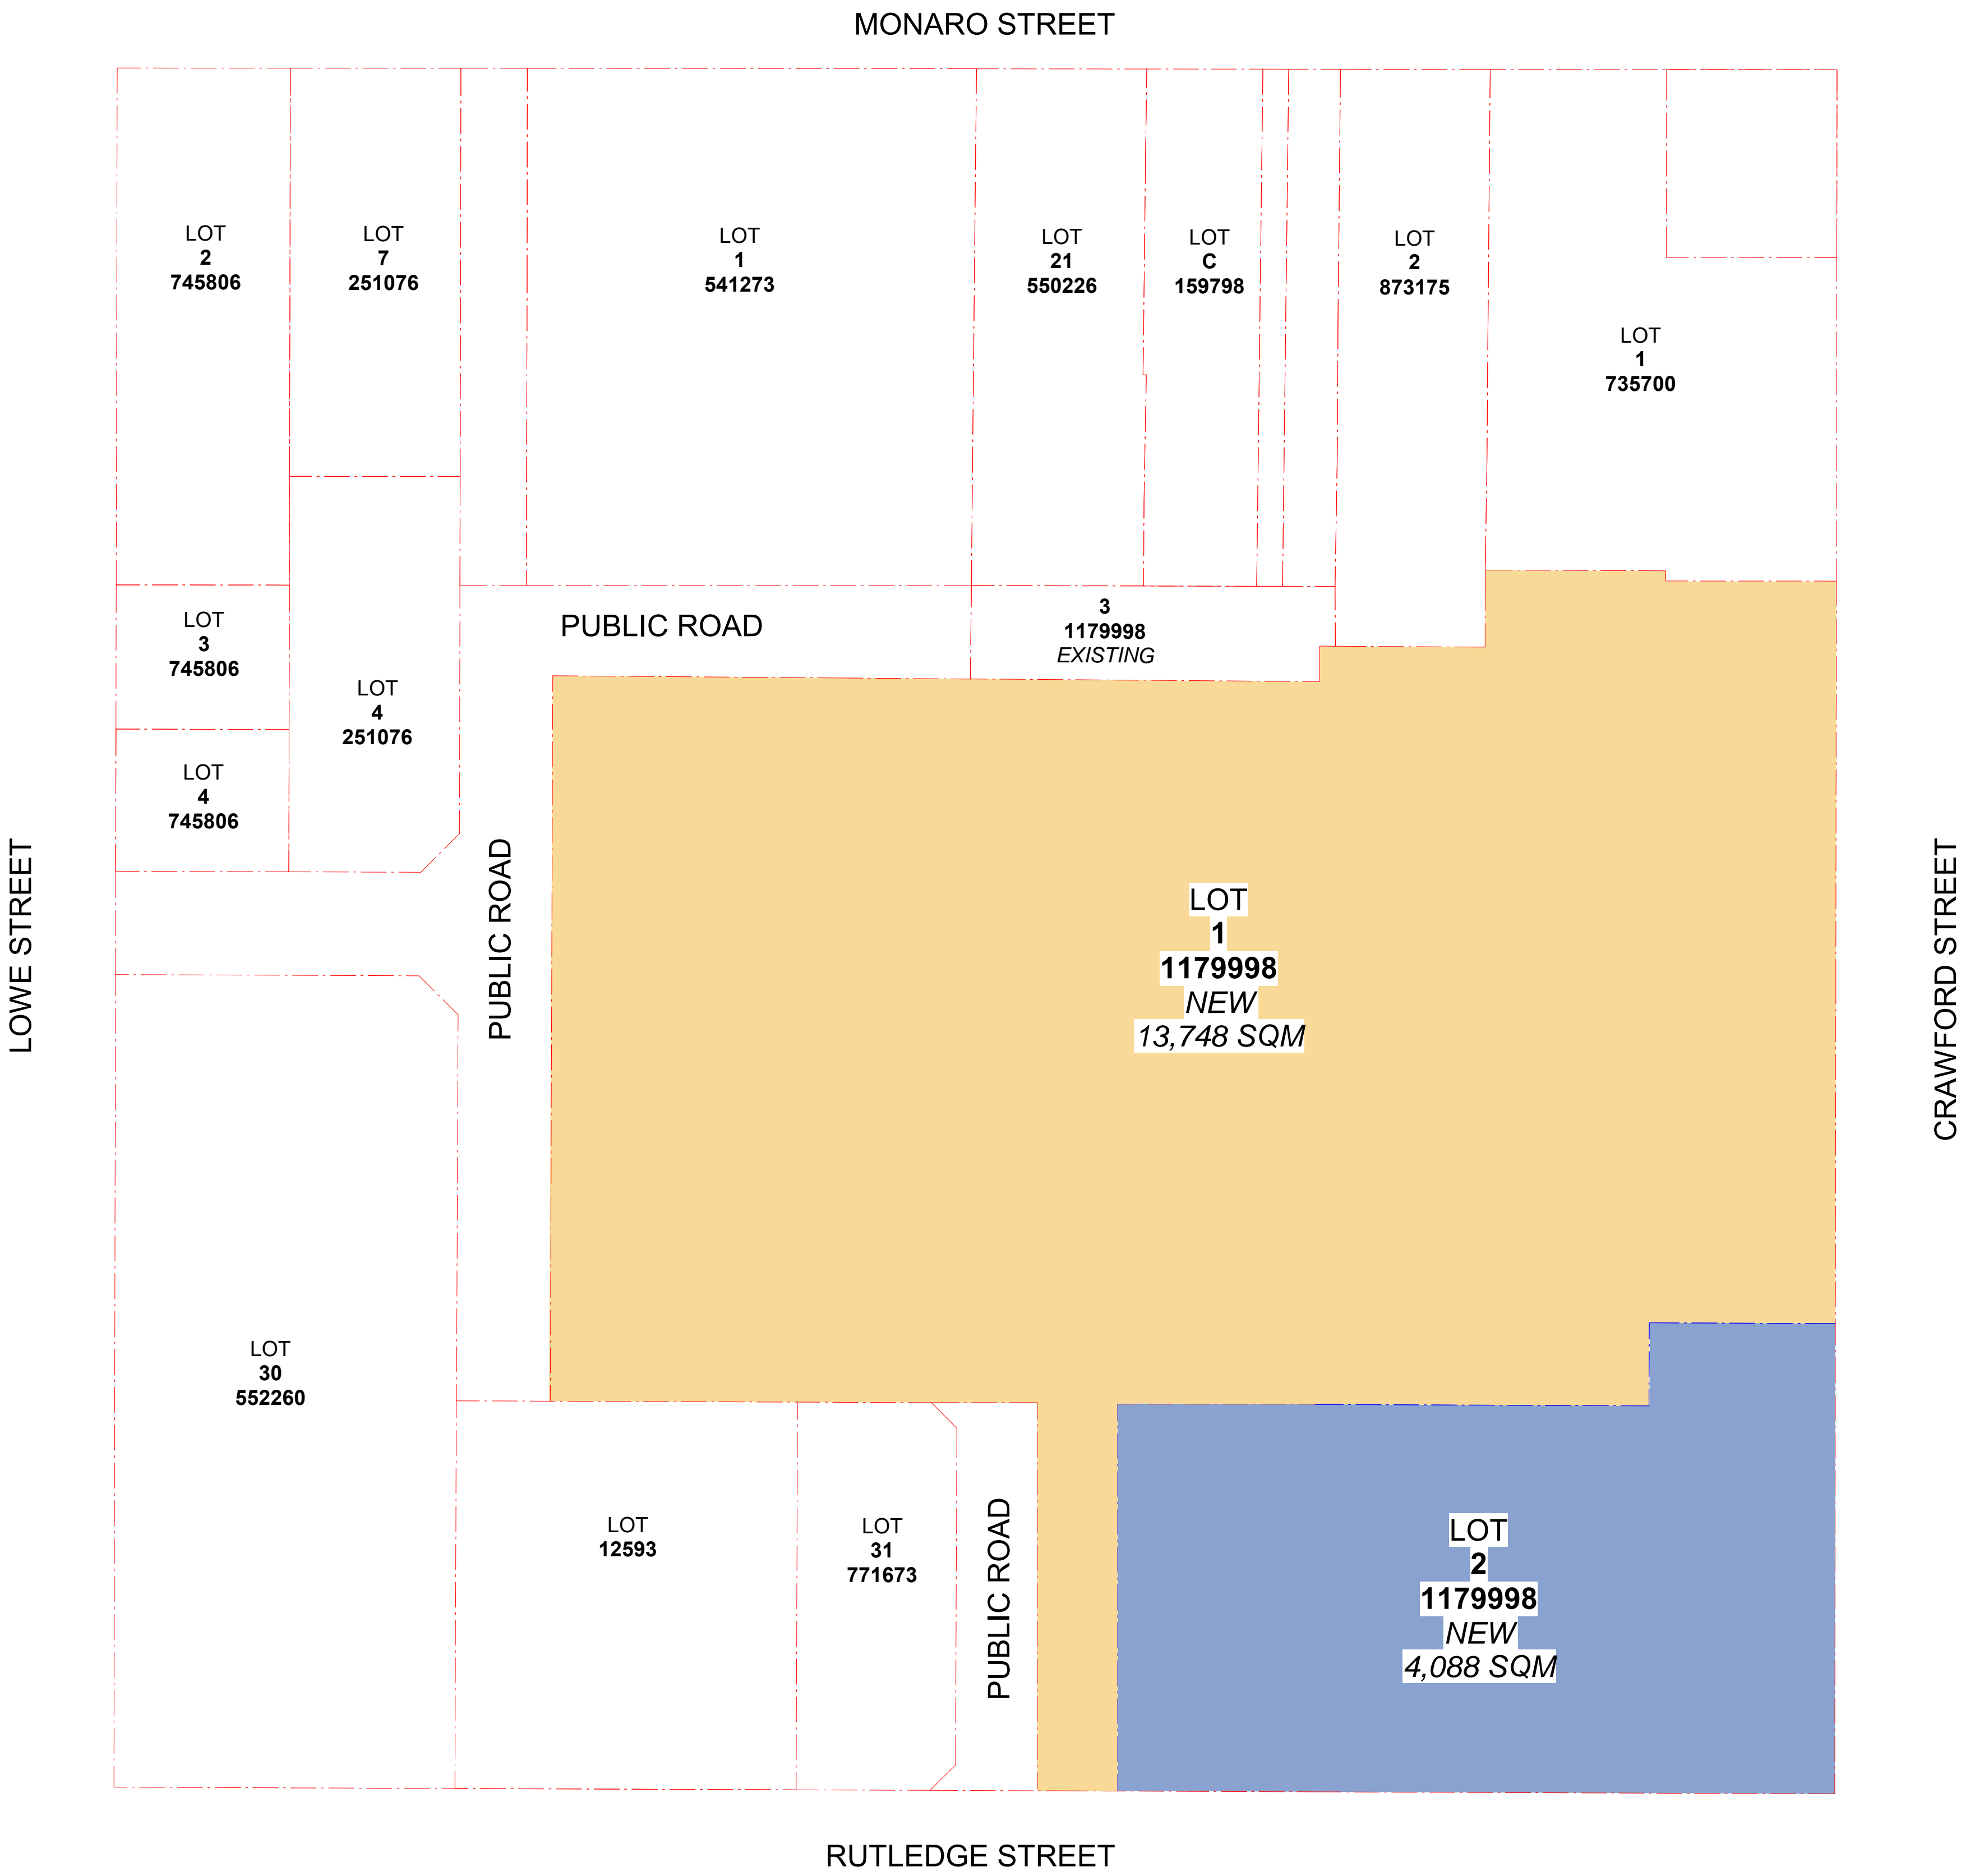 MONARO STREET
LOT
2
745806
LOT
7
251076
LOT
1
541273
LOT
21
550226
LOT
C
159798
LOT
2
873175
LOT
1
735700
LOT
3
745806
LOT
4
745806
LOT
4
251076
PUBLIC ROAD
3
1179998
EXISTING
LOWE STREET
PUBLIC ROAD
LOT
1
1179998
NEW
13,748 SQM
CRAWFORD STREET
LOT
30
552260
LOT
12593
LOT
31
771673
PUBLIC ROAD
LOT
2
1179998
NEW
4,088 SQM
RUTLEDGE STREET